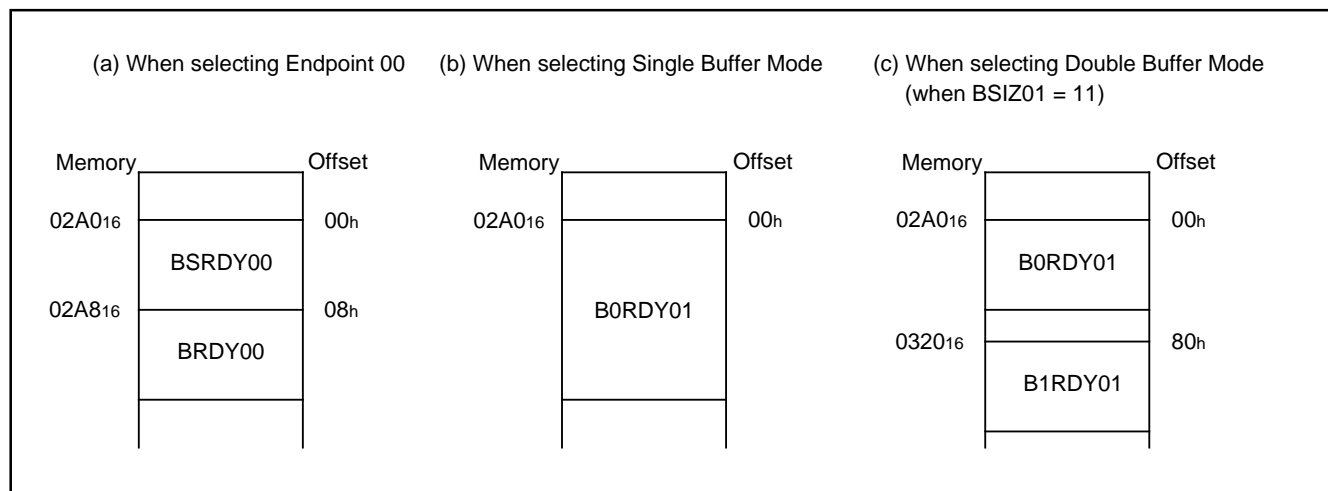 (a) When selecting Endpoint 00
Memory
Offset
02A016
00h
BSRDY00
02A816
08h
BRDY00
(b) When selecting Single Buffer Mode
Memory
Offset
02A016
00h
B0RDY01
(c) When selecting Double Buffer Mode
(when BSIZ01 = 11)
Memory
Offset
02A016
00h
B0RDY01
032016
80h
B1RDY01